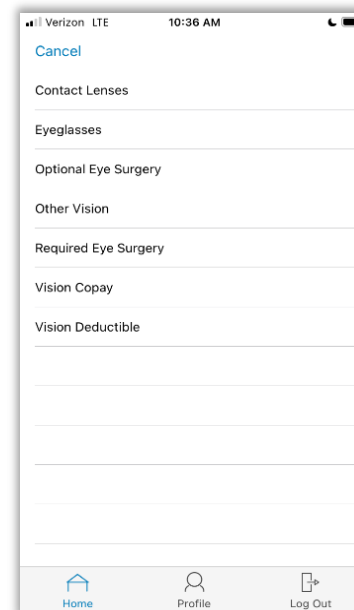 Verizon LTE 10:36 AM
Cancel
Contact Lenses
Eyeglasses
Optional Eye Surgery
Other Vision
Required Eye Surgery
Vision Copay
Vision Deductible
Home Profile Log Out